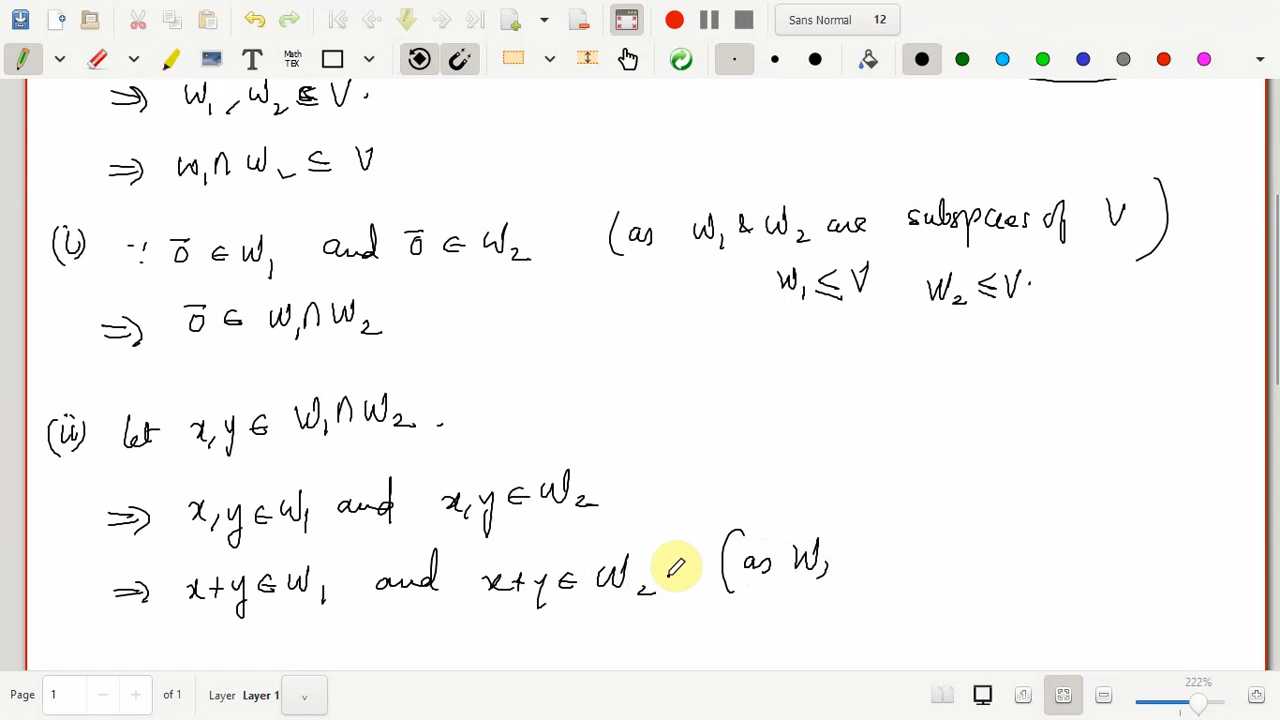 Sans Normal 12
T Math TEX
⇒ W₁, W₂ ⊆ V.
⇒ W₁ ∩ W₂ ⊆ V
(i) ∵ 0̄ ∈ W₁ and 0̄ ∈ W₂ (as W₁ & W₂ are subspaces of V)
W₁ ≤ V W₂ ≤ V.
⇒ 0̄ ∈ W₁ ∩ W₂
(ii) let x, y ∈ W₁ ∩ W₂.
⇒ x, y ∈ W₁ and x, y ∈ W₂
⇒ x+y ∈ W₁ and x+y ∈ W₂ (as W₁
Page 1 of 1 Layer Layer 1 222%